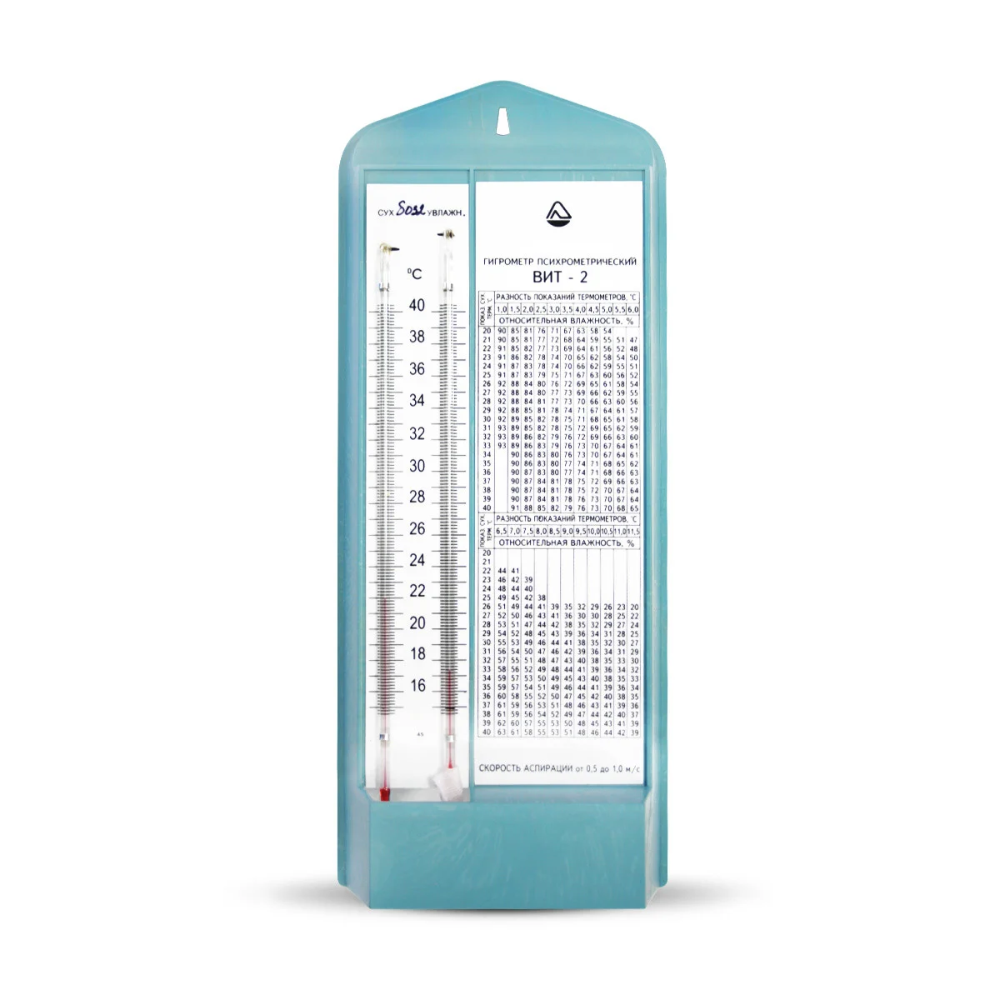 СУХ 8032 УВЛАЖН.
°C
40
38
36
34
32
30
28
26
24
22
20
18
16
45
ГИГРОМЕТР ПСИХРОМЕТРИЧЕСКИЙ
ВИТ - 2
ПОКАЗ. СУХ. ТЕРМ. °С
РАЗНОСТЬ ПОКАЗАНИЙ ТЕРМОМЕТРОВ, °С
1,0 1,5 2,0 2,5 3,0 3,5 4,0 4,5 5,0 5,5 6,0
ОТНОСИТЕЛЬНАЯ ВЛАЖНОСТЬ, %
20 90 85 81 76 71 67 63 58 54
21 90 85 81 77 72 68 64 59 55 51 47
22 91 85 82 77 73 69 64 61 56 52 48
23 91 86 82 78 74 70 65 62 58 54 50
24 91 87 83 78 74 70 66 62 59 55 51
25 91 87 83 79 75 71 67 63 60 56 52
26 92 88 84 80 76 72 69 65 61 58 54
27 92 88 84 80 77 73 69 66 62 59 55
28 92 88 84 81 77 73 70 66 63 60 56
29 92 88 85 81 78 74 71 67 64 61 57
30 92 89 85 82 78 75 71 68 65 61 58
31 93 89 85 82 78 75 72 69 65 62 59
32 93 89 86 82 79 76 72 69 66 63 60
33 93 89 86 83 79 76 73 70 67 64 61
34 90 86 83 80 76 73 70 67 64 61
35 90 86 83 80 77 74 71 68 65 62
36 90 87 83 80 77 74 71 68 66 63
37 90 87 84 81 78 75 72 69 66 63
38 90 87 84 81 78 75 72 70 67 64
39 90 87 84 81 78 76 73 70 67 64
40 91 88 85 82 79 76 73 70 68 65
ПОКАЗ. СУХ. ТЕРМ. °С
РАЗНОСТЬ ПОКАЗАНИЙ ТЕРМОМЕТРОВ, °С
6,5 7,0 7,5 8,0 8,5 9,0 9,5 10,0 10,5 11,0 11,5
ОТНОСИТЕЛЬНАЯ ВЛАЖНОСТЬ, %
20
21
22 44 41
23 46 42 39
24 48 44 40
25 49 45 42 38
26 51 49 44 41 39 35 32 29 26 23 20
27 52 50 46 43 41 36 30 30 28 25 22
28 53 51 47 44 42 38 35 32 29 27 24
29 54 52 48 45 43 39 36 34 31 28 25
30 55 53 49 46 44 41 38 35 32 30 27
31 56 54 50 47 46 42 39 36 34 31 29
32 57 55 51 48 47 43 40 38 35 33 30
33 58 56 52 49 48 44 41 39 36 34 32
34 59 57 53 50 49 45 43 40 38 35 33
35 59 57 54 51 49 46 44 41 39 36 34
36 60 58 55 52 50 47 45 42 40 38 35
37 61 59 56 53 51 48 46 43 41 39 36
38 61 59 56 54 52 49 47 44 42 40 37
39 62 60 57 55 53 50 48 45 43 41 39
40 63 61 58 55 53 51 48 46 44 42 39
СКОРОСТЬ АСПИРАЦИИ от 0,5 до 1,0 м/с